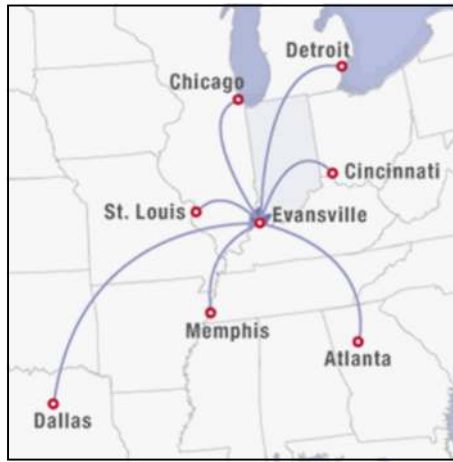 Detroit
Chicago
Cincinnati
St. Louis
Evansville
Memphis
Atlanta
Dallas